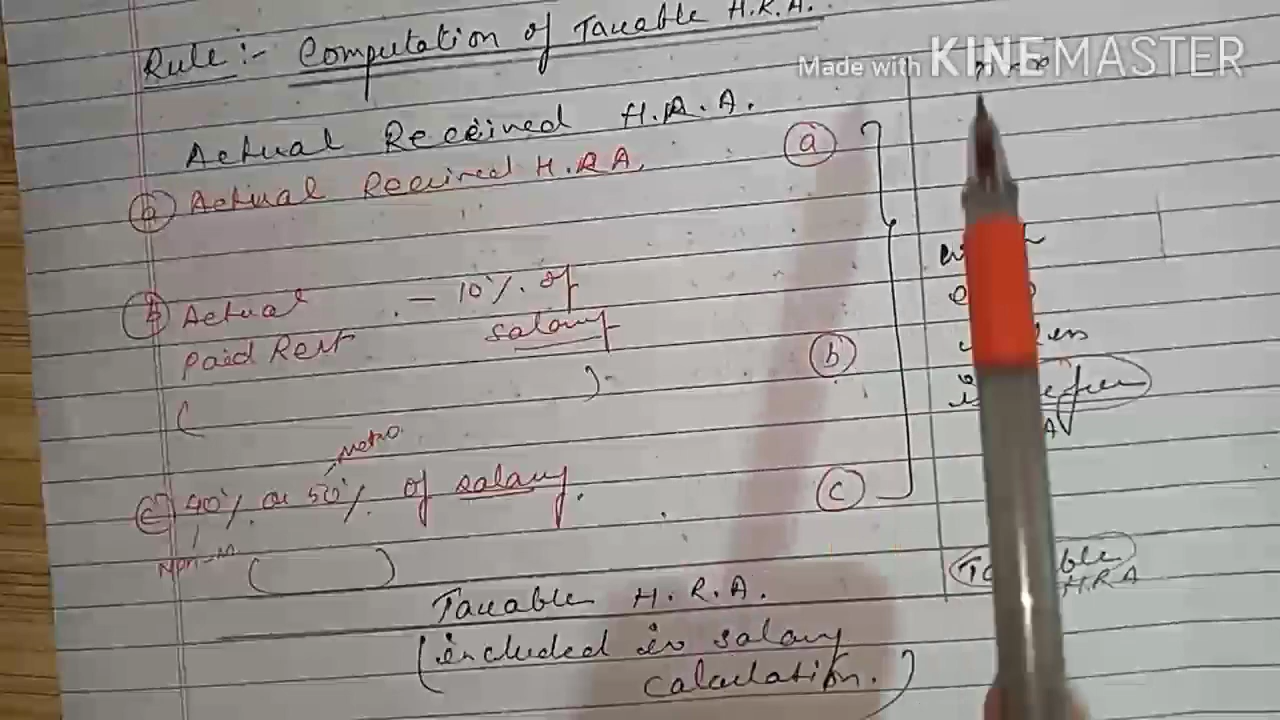 Rule:- Computation of Taxable H.R.A.
Made with KINEMASTER
Actual Received H.R.A.
(a) Actual Received H.R.A. (a)
(b) Actual Paid Rent - 10% of salary (b)
( )
Metro
(c) 40% or 50% of salary. (c)
Non-M
( )
Taxable H.R.A.
(included in salary
calculation.)
H.R.A